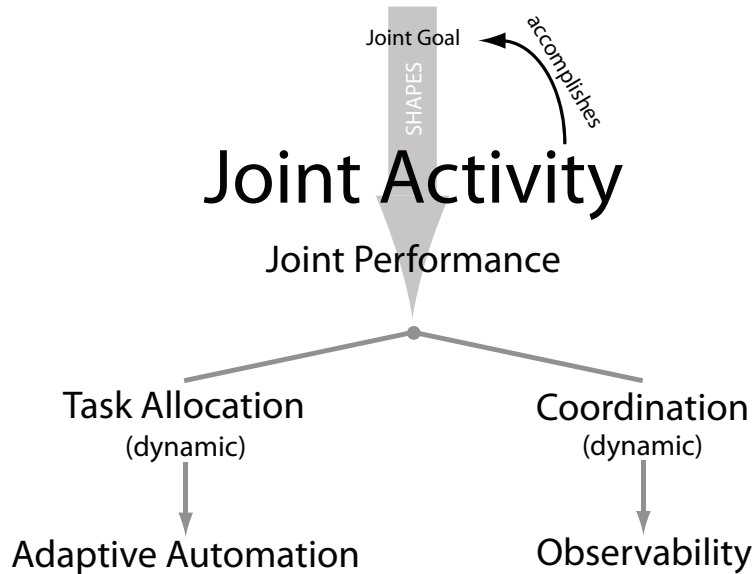 Joint Goal
accomplishes
SHAPES
Joint Activity
Joint Performance
Task Allocation
(dynamic)
Coordination
(dynamic)
Adaptive Automation
Observability